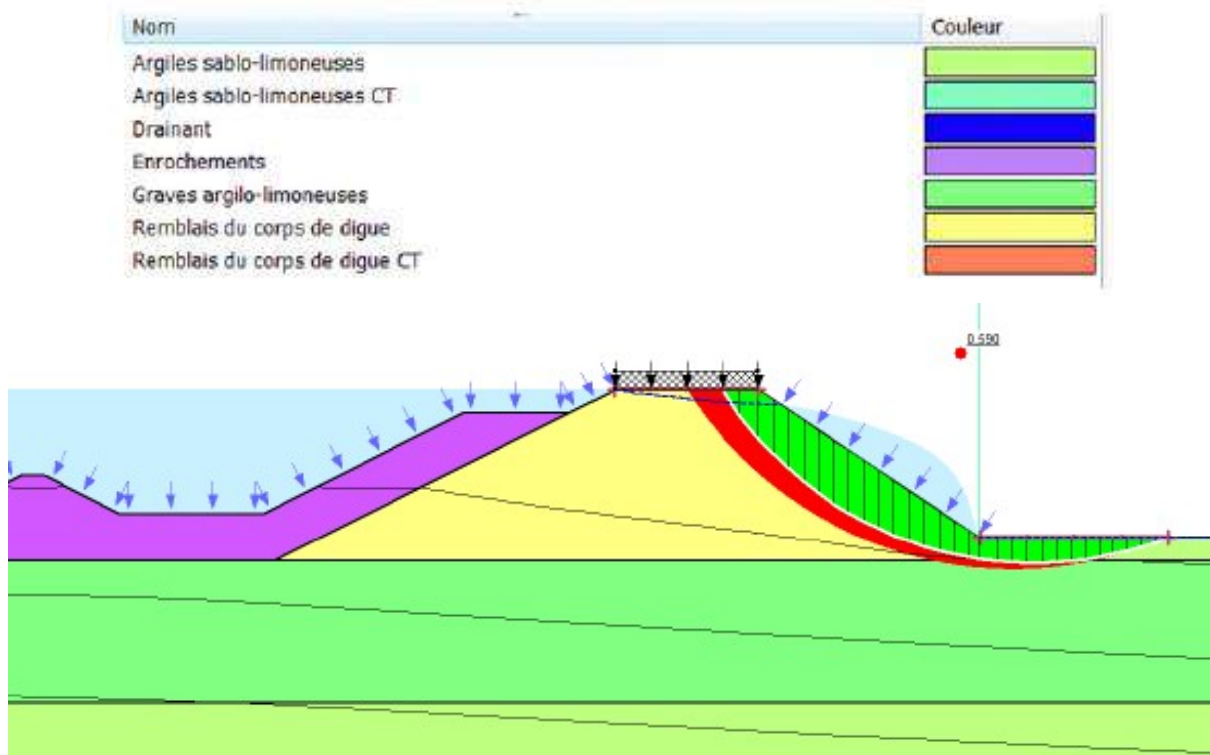 Nom Couleur
Argiles sablo-limoneuses
Argiles sablo-limoneuses CT
Drainant
Enrochements
Graves argilo-limoneuses
Remblais du corps de digue
Remblais du corps de digue CT
0.590